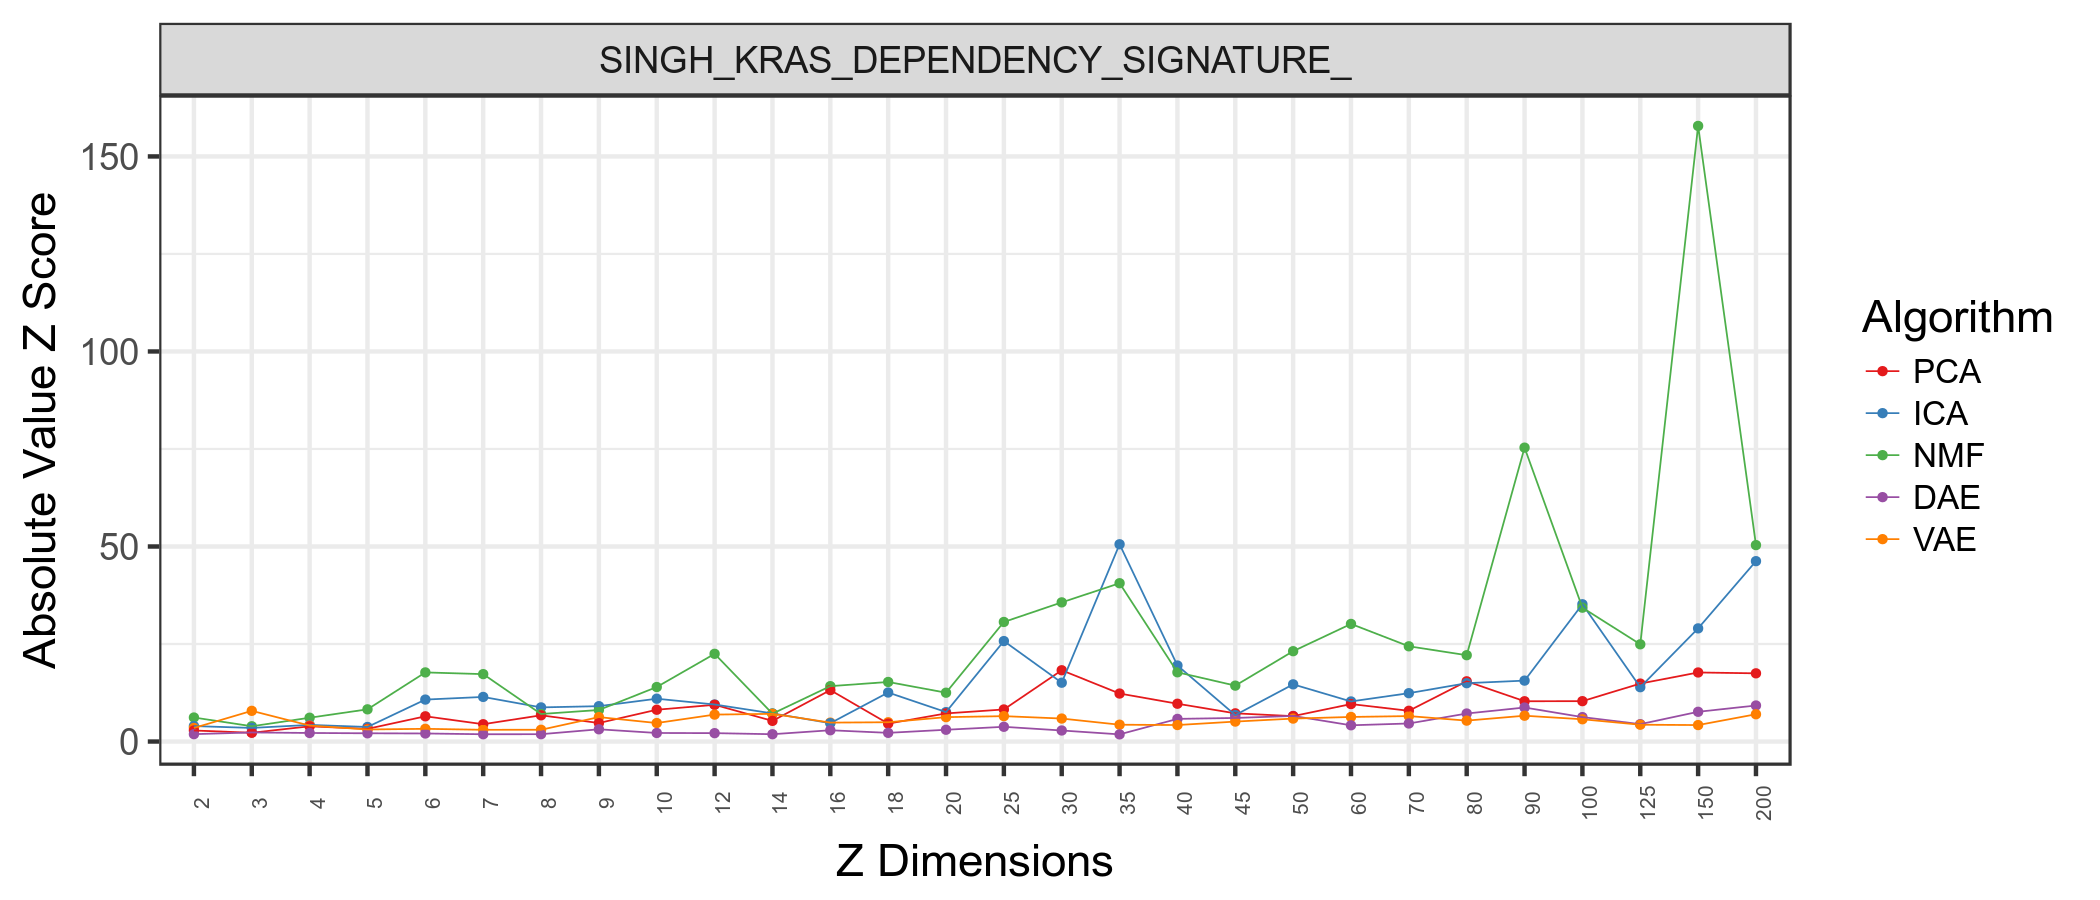 SINGH_KRAS_DEPENDENCY_SIGNATURE_
Absolute Value Z Score
150
100
50
0
2 3 4 5 6 7 8 9 10 12 14 16 18 20 25 30 35 40 45 50 60 70 80 90 100 125 150 200
Z Dimensions
Algorithm
PCA
ICA
NMF
DAE
VAE